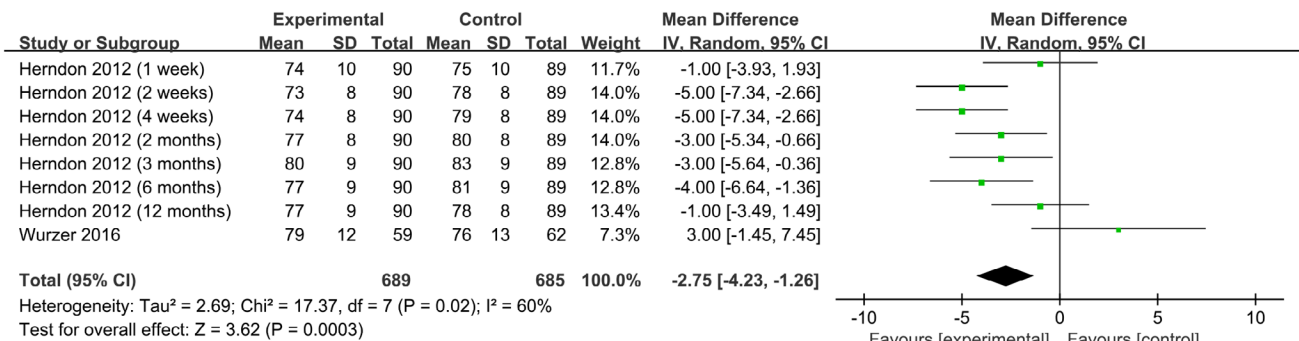 Experimental Control Mean Difference Mean Difference
Study or Subgroup Mean SD Total Mean SD Total Weight IV, Random, 95% CI IV, Random, 95% CI
Herndon 2012 (1 week) 74 10 90 75 10 89 11.7% -1.00 [-3.93, 1.93]
Herndon 2012 (2 weeks) 73 8 90 78 8 89 14.0% -5.00 [-7.34, -2.66]
Herndon 2012 (4 weeks) 74 8 90 79 8 89 14.0% -5.00 [-7.34, -2.66]
Herndon 2012 (2 months) 77 8 90 80 8 89 14.0% -3.00 [-5.34, -0.66]
Herndon 2012 (3 months) 80 9 90 83 9 89 12.8% -3.00 [-5.64, -0.36]
Herndon 2012 (6 months) 77 9 90 81 9 89 12.8% -4.00 [-6.64, -1.36]
Herndon 2012 (12 months) 77 9 90 78 8 89 13.4% -1.00 [-3.49, 1.49]
Wurzer 2016 79 12 59 76 13 62 7.3% 3.00 [-1.45, 7.45]
Total (95% CI) 689 685 100.0% -2.75 [-4.23, -1.26]
Heterogeneity: Tau² = 2.69; Chi² = 17.37, df = 7 (P = 0.02); I² = 60%
Test for overall effect: Z = 3.62 (P = 0.0003)
-10 -5 0 5 10
Favours [experimental] Favours [control]